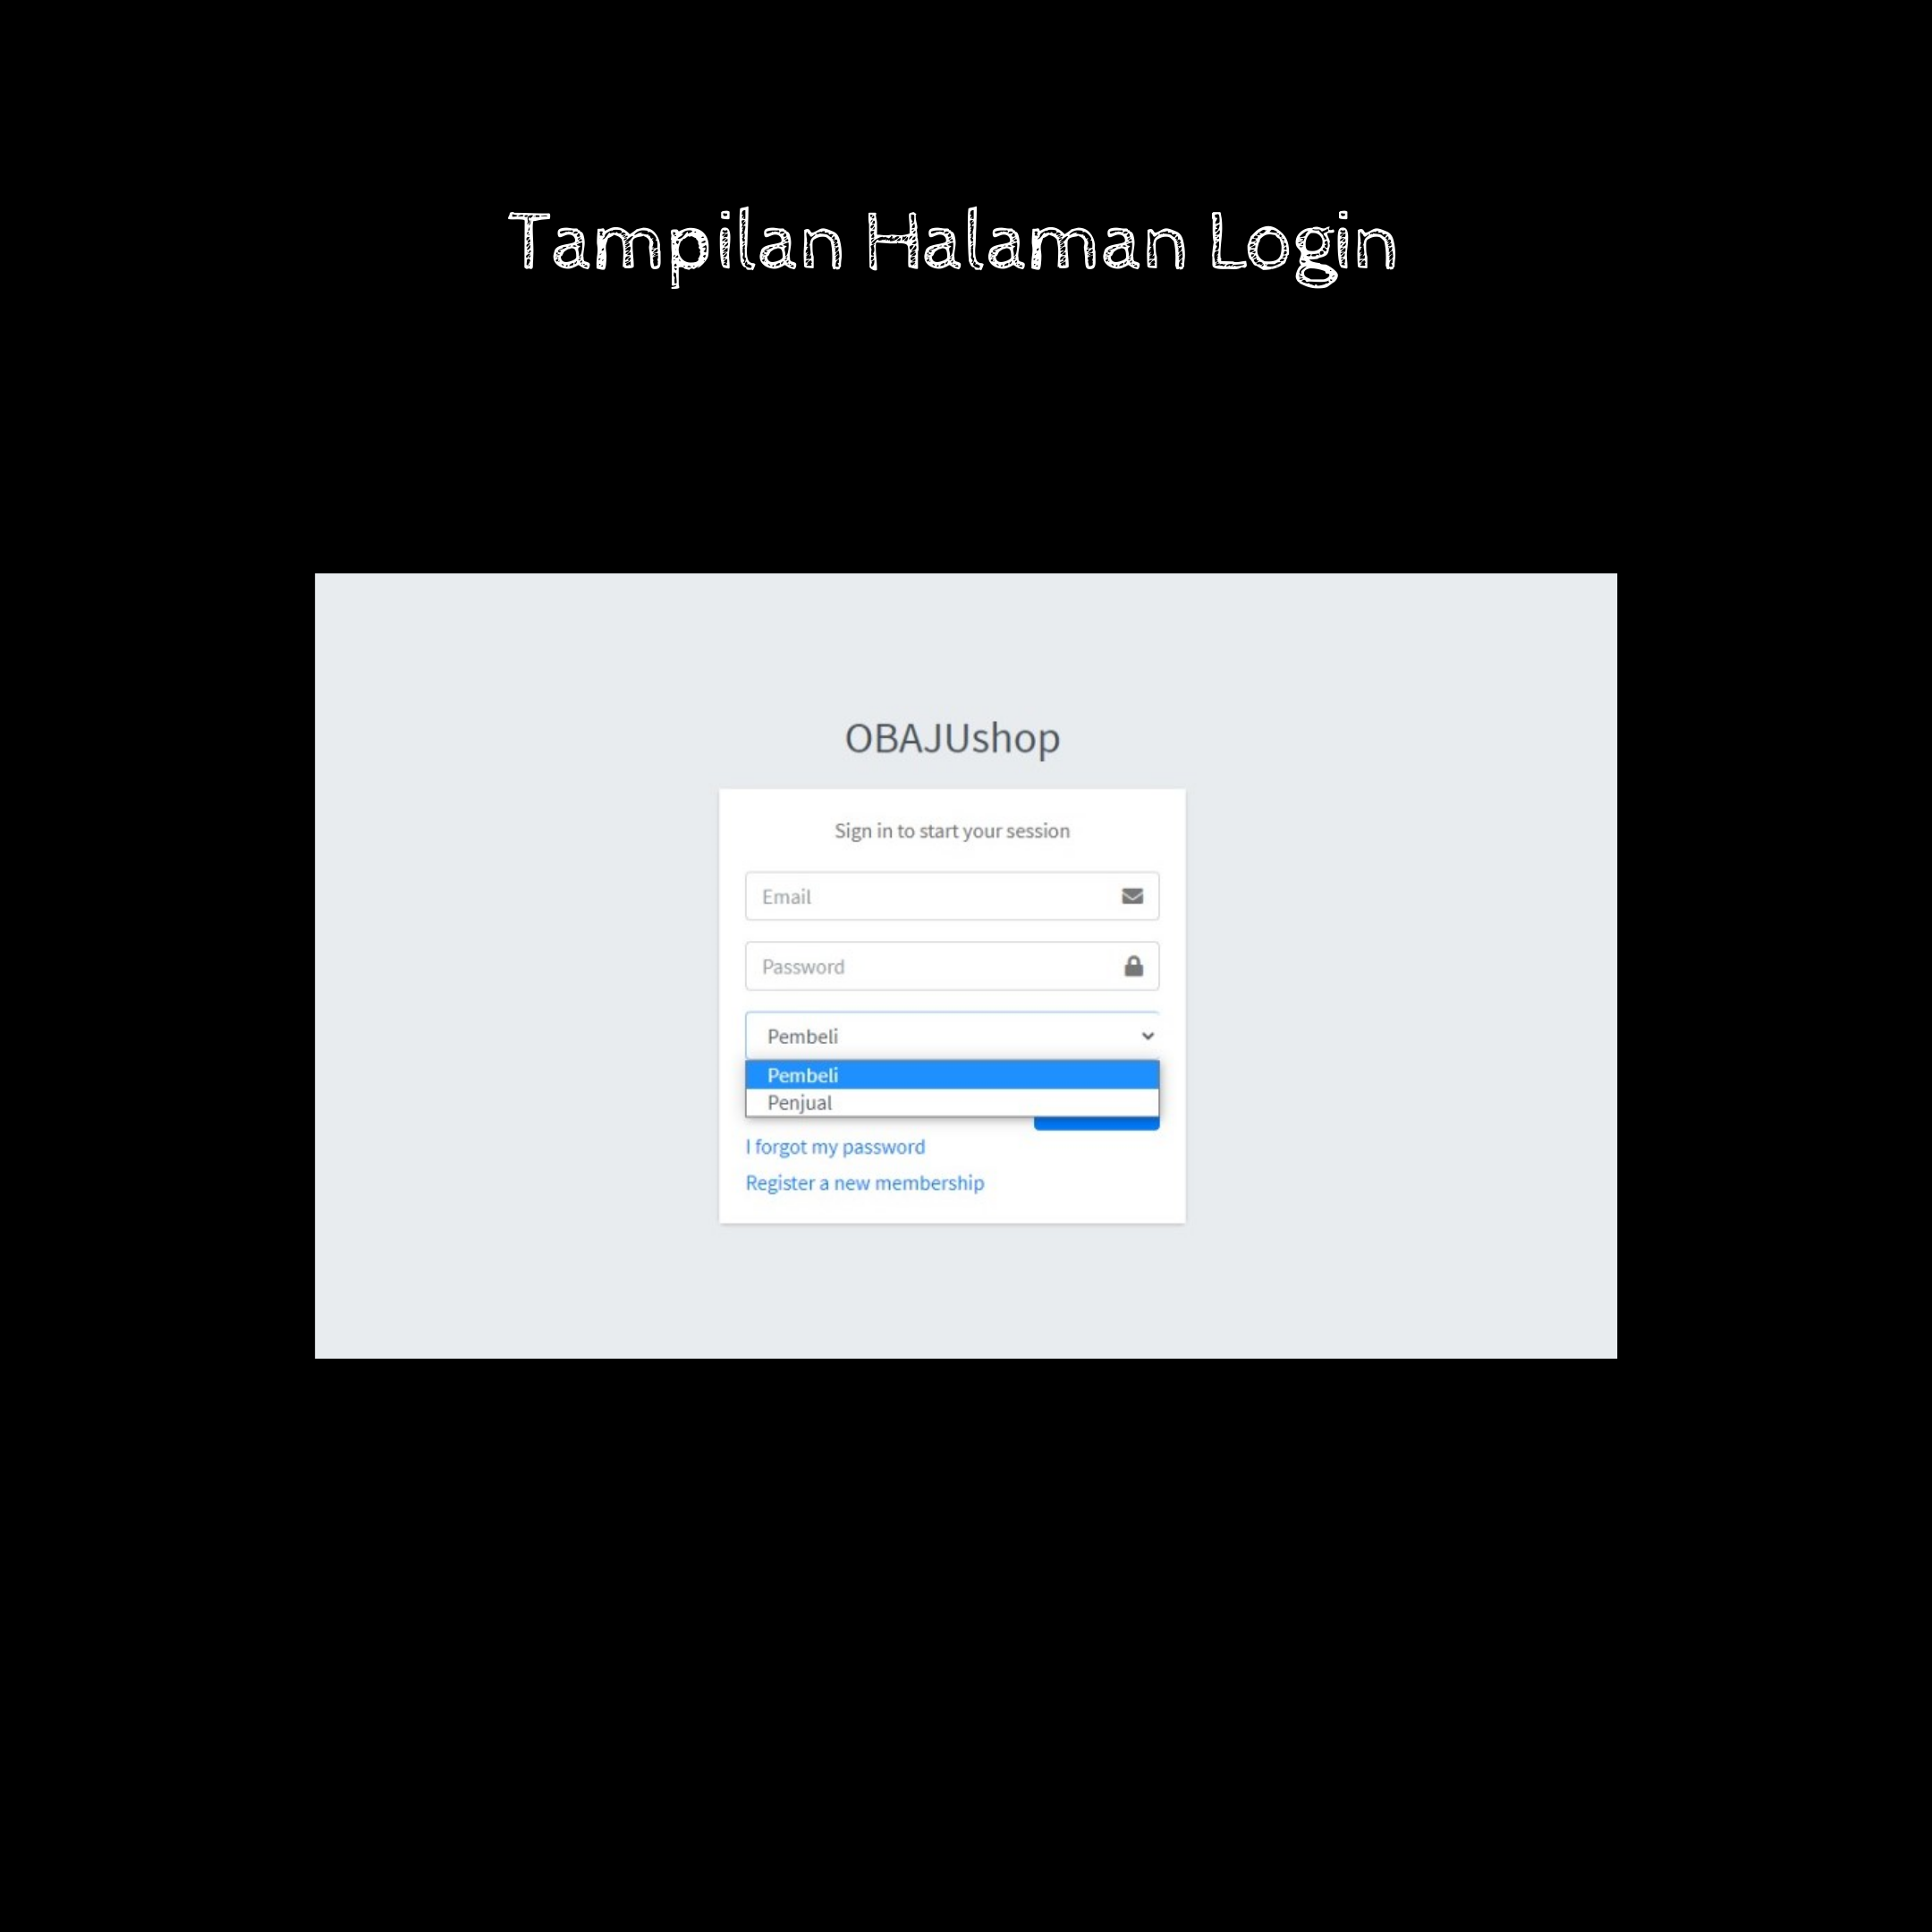 Tampilan Halaman Login
OBAJUshop
Sign in to start your session
Email
Password
Pembeli
Pembeli
Penjual
I forgot my password
Register a new membership